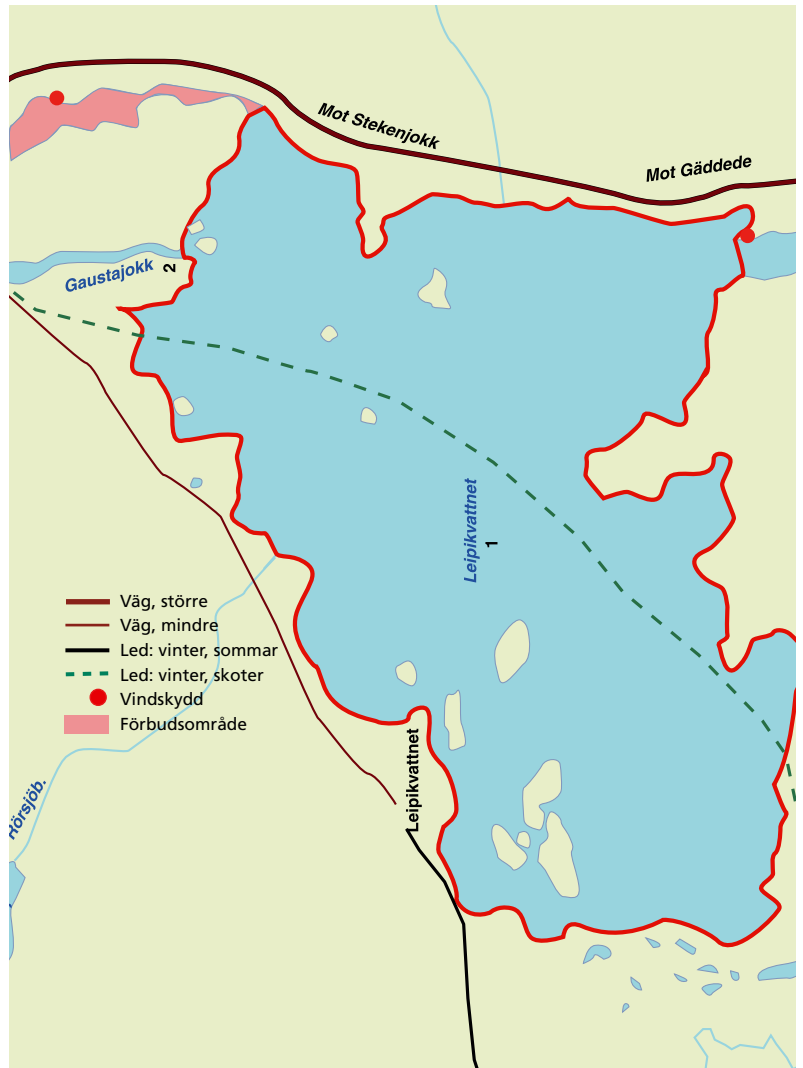 Mot Stekenjokk
Mot Gäddede
Gaustajokk
2
Leipikvattnet
1
Väg, större
Väg, mindre
Led: vinter, sommar
Led: vinter, skoter
Vindskydd
Förbudsområde
Leipikvattnet
Hörsjöb.